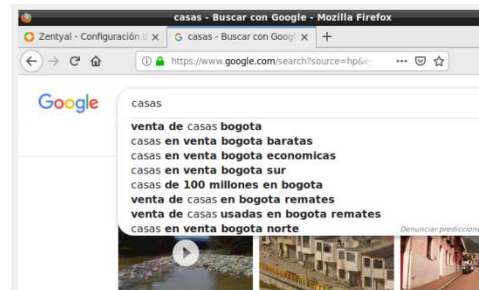 casas - Buscar con Google - Mozilla Firefox
Zentyal - Configuración d
casas - Buscar con Googl
https://www.google.com/search?source=hp&e
Google
casas
venta de casas bogota
casas en venta bogota baratas
casas en venta bogota economicas
casas en venta bogota sur
casas de 100 millones en bogota
venta de casas en bogota remates
venta de casas usadas en bogota remates
casas en venta bogota norte
Denunciar prediccione